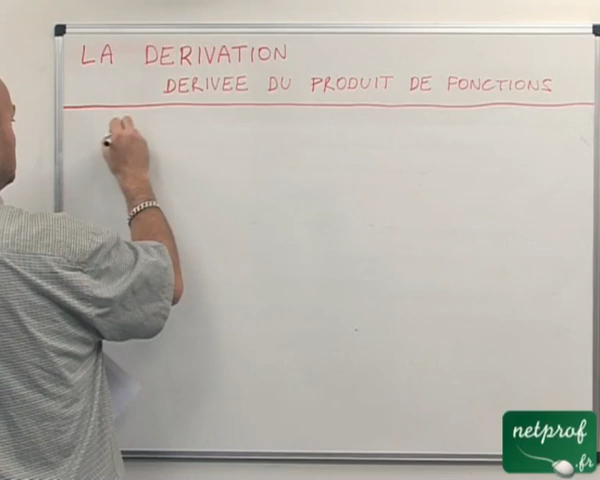 LA DERIVATION
DERIVEE DU PRODUIT DE FONCTIONS
netprof
.fr